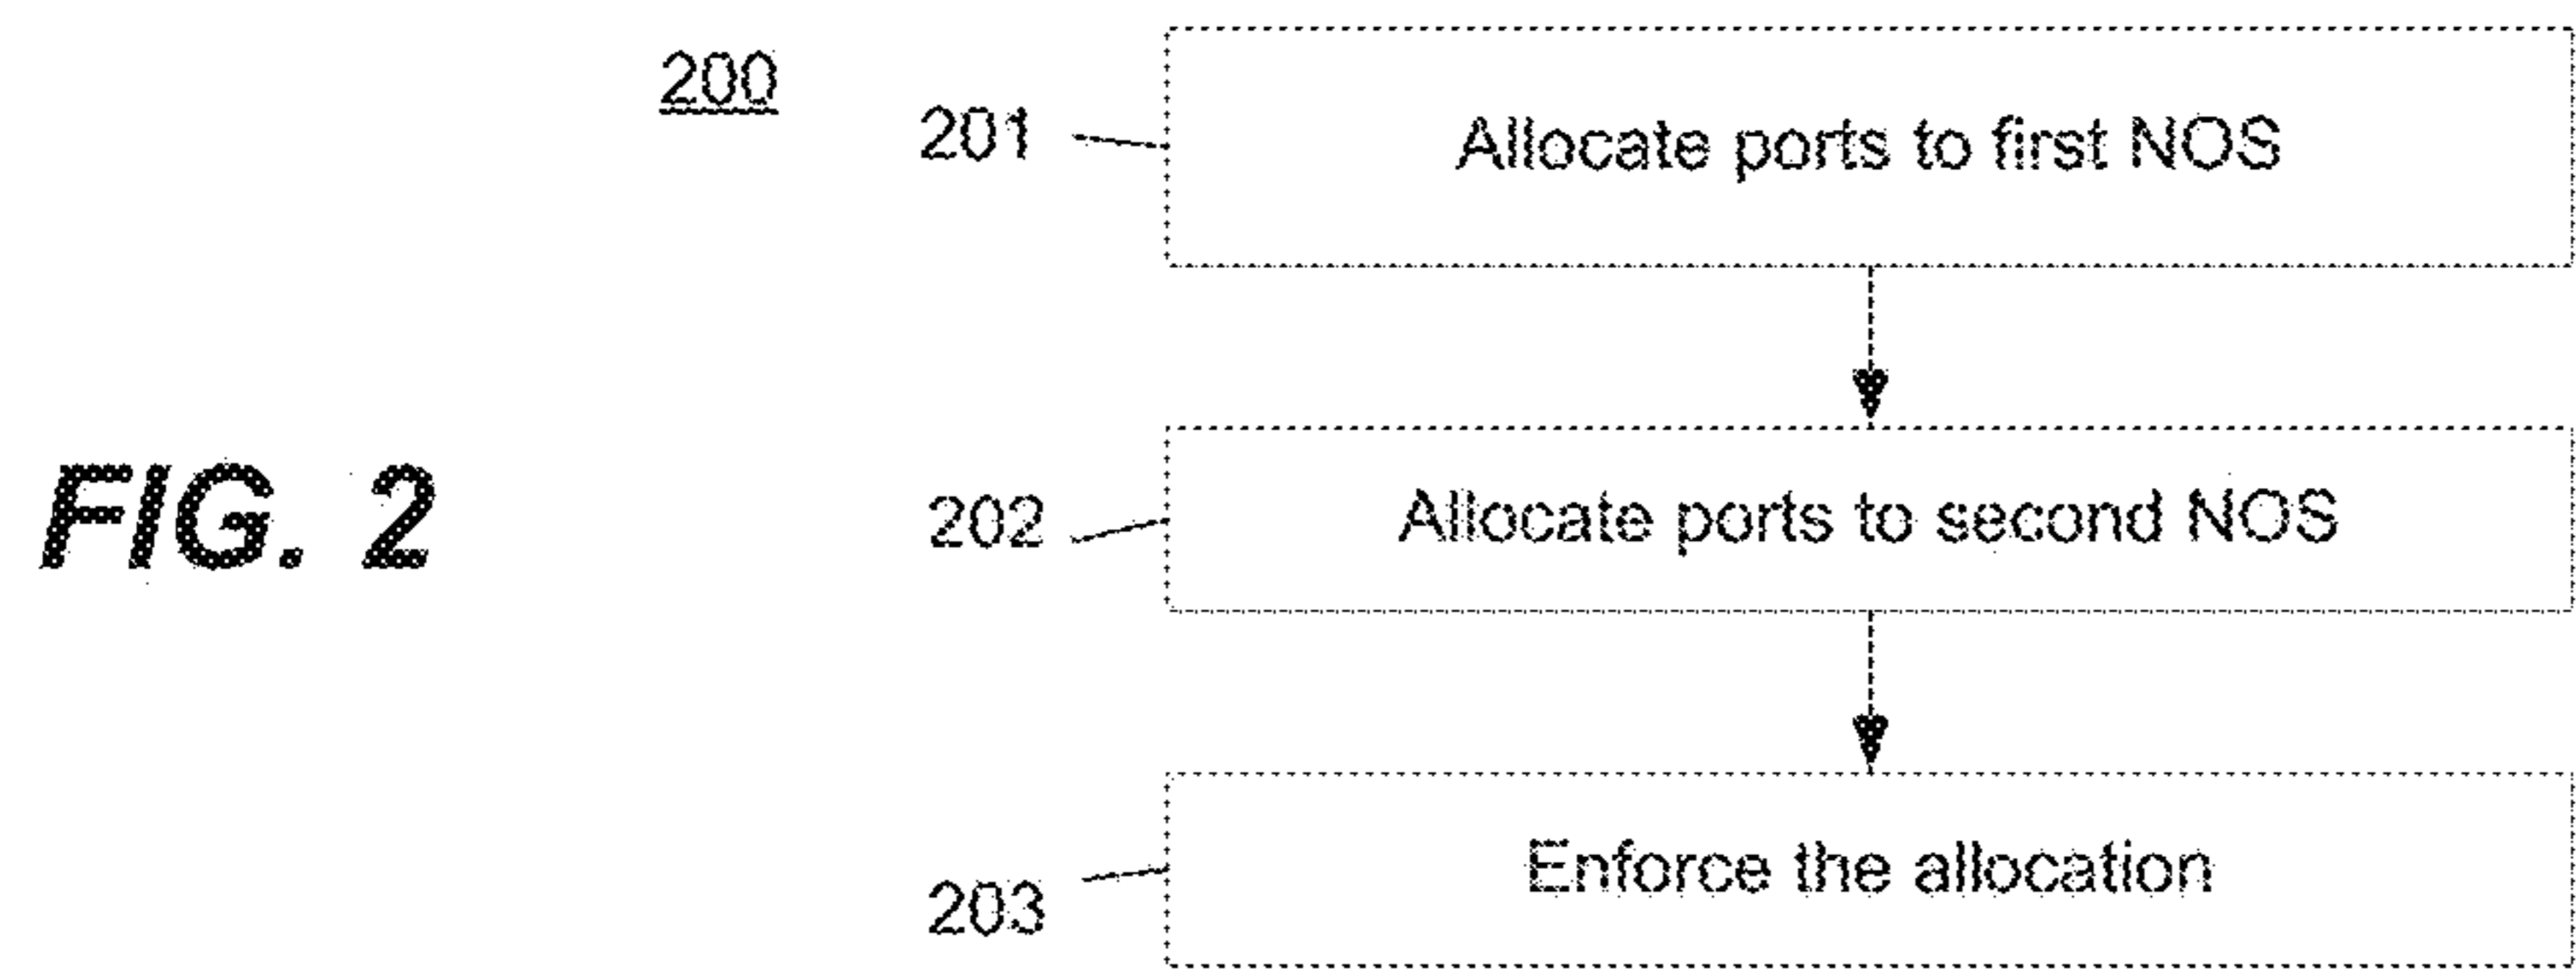 200
201
Allocate ports to first NOS
FIG. 2
202
Allocate ports to second NOS
203
Enforce the allocation